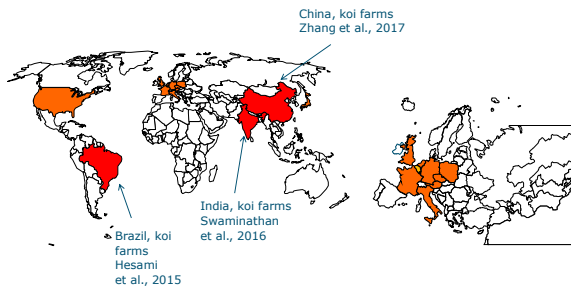 China, koi farms
Zhang et al., 2017
India, koi farms
Swaminathan
et al., 2016
Brazil, koi
farms
Hesami
et al., 2015